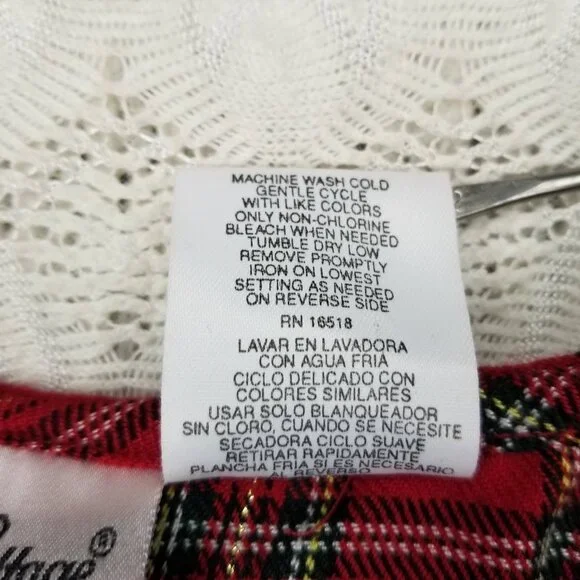 MACHINE WASH COLD
GENTLE CYCLE
WITH LIKE COLORS
ONLY NON-CHLORINE
BLEACH WHEN NEEDED
TUMBLE DRY LOW
REMOVE PROMPTLY
IRON ON LOWEST
SETTING AS NEEDED
ON REVERSE SIDE
RN 16518
LAVAR EN LAVADORA
CON AGUA FRIA
CICLO DELICADO CON
COLORES SIMILARES
USAR SOLO BLANQUEADOR
SIN CLORO, CUANDO SE NECESITE
SECADORA CICLO SUAVE
RETIRAR RAPIDAMENTE
PLANCHA FRIA SI ES NECESARIO
AL REVERSO